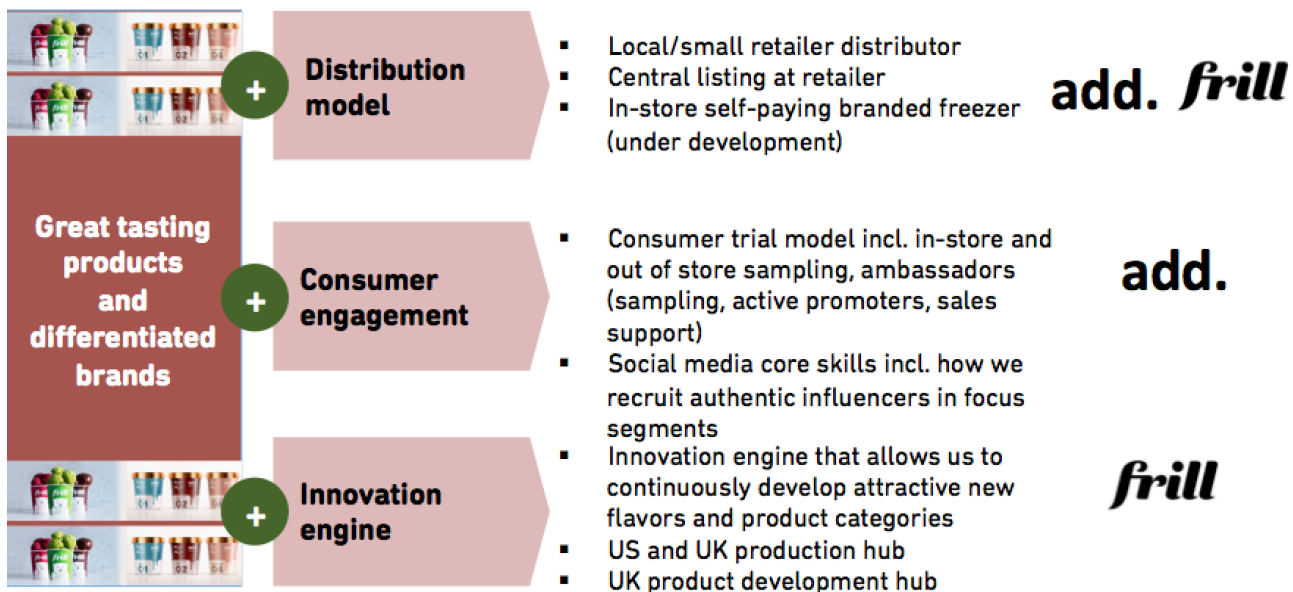 Great tasting
products
and
differentiated
brands
+
Distribution
model
▪ Local/small retailer distributor
▪ Central listing at retailer
▪ In-store self-paying branded freezer
(under development)
add. frill
+
Consumer
engagement
▪ Consumer trial model incl. in-store and
out of store sampling, ambassadors
(sampling, active promoters, sales
support)
▪ Social media core skills incl. how we
recruit authentic influencers in focus
segments
add.
+
Innovation
engine
▪ Innovation engine that allows us to
continuously develop attractive new
flavors and product categories
▪ US and UK production hub
▪ UK product development hub
frill